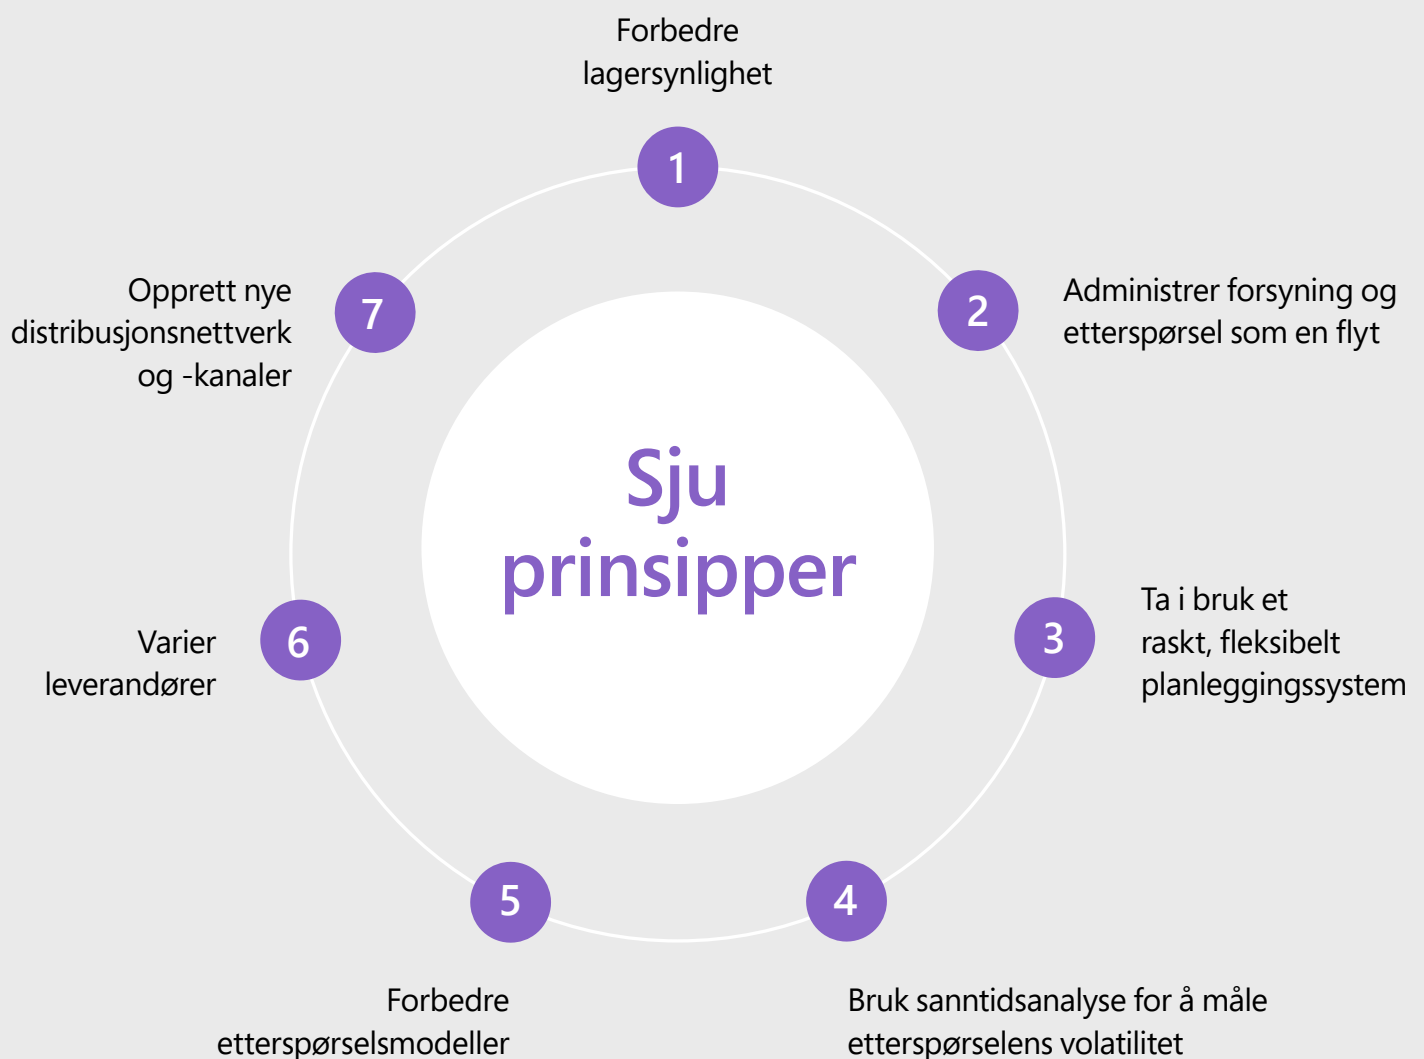 Forbedre
lagersynlighet
1
2
Administrer forsyning og
etterspørsel som en flyt
3
Ta i bruk et
raskt, fleksibelt
planleggingssystem
4
Bruk sanntidsanalyse for å måle
etterspørselens volatilitet
5
Forbedre
etterspørselsmodeller
6
Varier
leverandører
7
Opprett nye
distribusjonsnettverk
og -kanaler
Sju
prinsipper